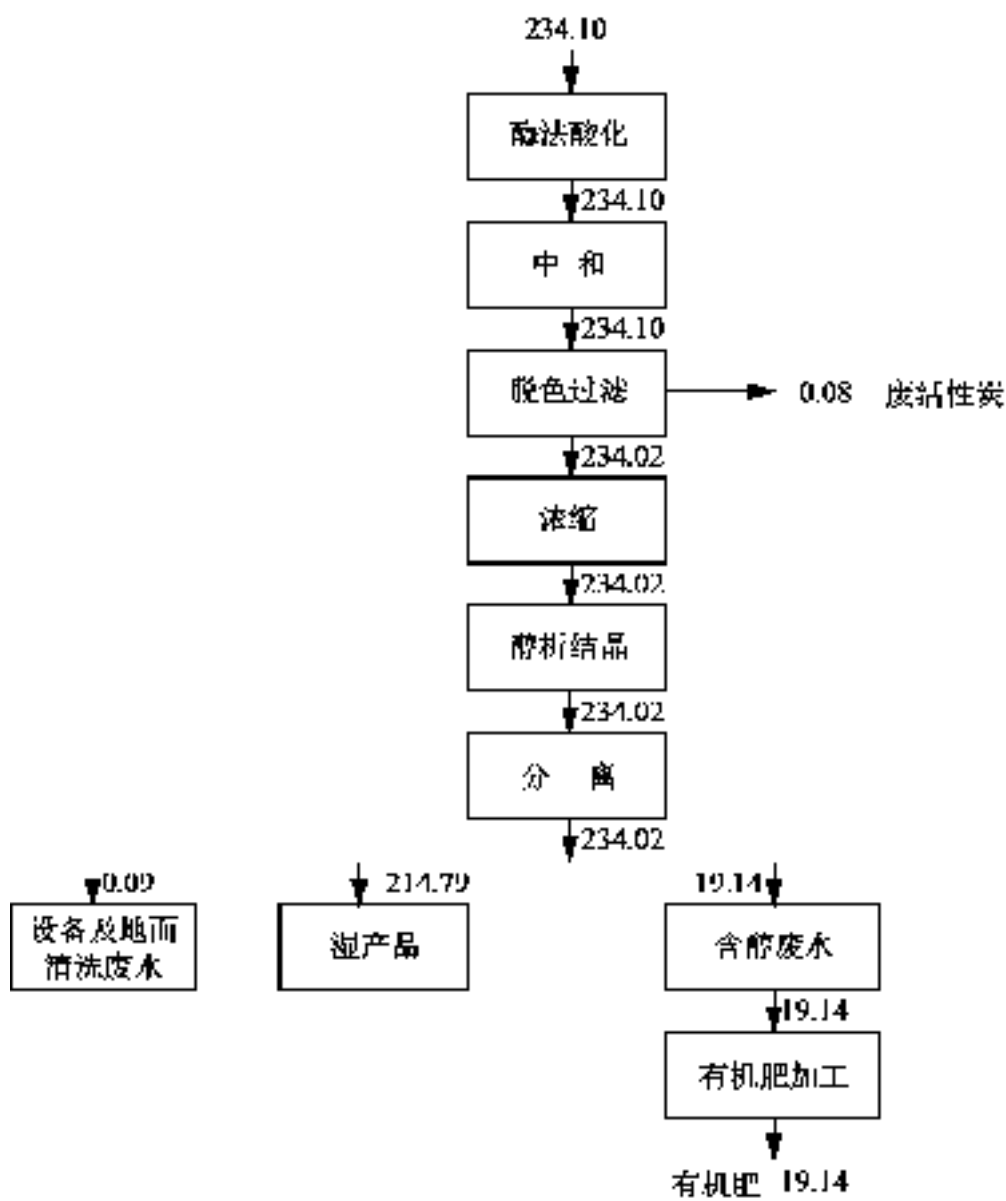 234.10
酶法酸化
234.10
中 和
234.10
脱色过滤
0.08 废活性炭
234.02
浓缩
234.02
醇析结晶
234.02
分 离
234.02
0.09
214.79
19.14
设备及地面
清洗废水
湿产品
含醇废水
19.14
有机肥加工
有机肥 19.14